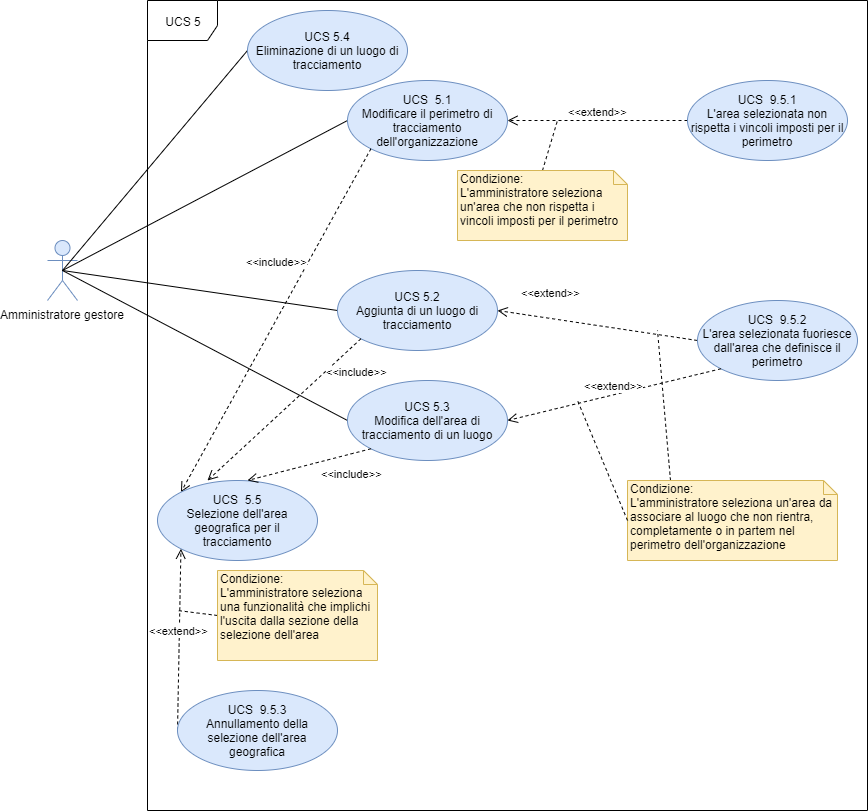 UCS 5
UCS 5.4
Eliminazione di un luogo di
tracciamento
UCS  5.1
Modificare il perimetro di
tracciamento
dell'organizzazione
<<extend>>
UCS  9.5.1
L'area selezionata non
rispetta i vincoli imposti per il
perimetro
Condizione:
L'amministratore seleziona
un'area che non rispetta i
vincoli imposti per il perimetro
<<include>>
Amministratore gestore
UCS 5.2
Aggiunta di un luogo di
tracciamento
<<extend>>
UCS  9.5.2
L'area selezionata fuoriesce
dall'area che definisce il
perimetro
<<include>>
<<extend>>
UCS 5.3
Modifica dell'area di
tracciamento di un luogo
<<include>>
UCS  5.5
Selezione dell'area
geografica per il
tracciamento
Condizione:
L'amministratore seleziona un'area da
associare al luogo che non rientra,
completamente o in partem nel
perimetro dell'organizzazione
Condizione:
L'amministratore seleziona
una funzionalità che implichi
l'uscita dalla sezione della
selezione dell'area
<<extend>>
UCS  9.5.3
Annullamento della
selezione dell'area
geografica